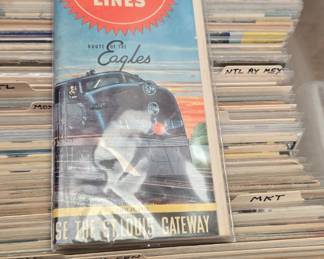 LINES
ROUTE OF THE
Eagles
NTL RY MEX
MKT
SE THE ST. LOUIS GATEWAY